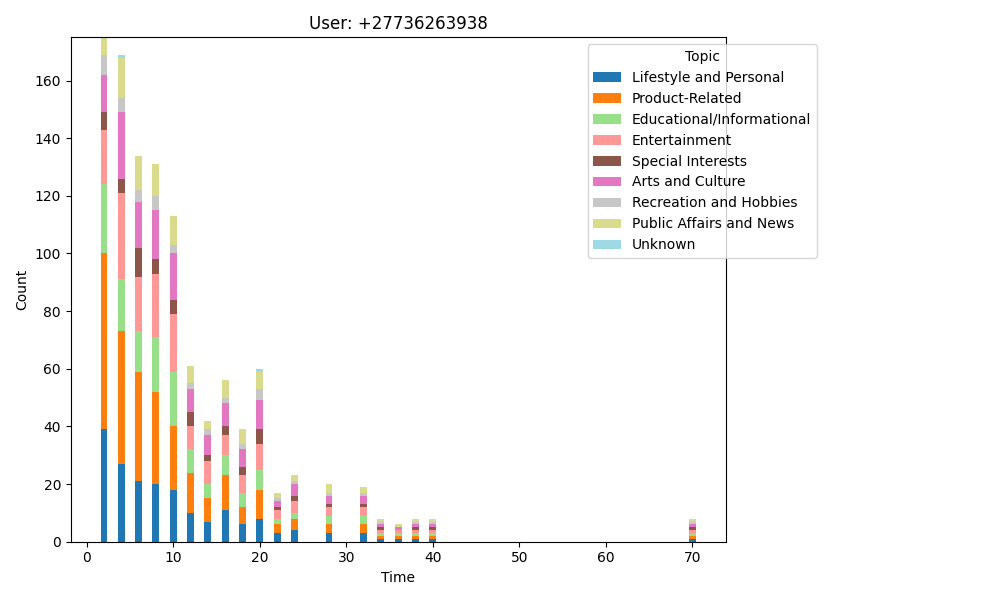 User: +27736263938
Topic
Lifestyle and Personal
Product-Related
Educational/Informational
Entertainment
Special Interests
Arts and Culture
Recreation and Hobbies
Public Affairs and News
Unknown
Count
160
140
120
100
80
60
40
20
0
0 10 20 30 40 50 60 70
Time